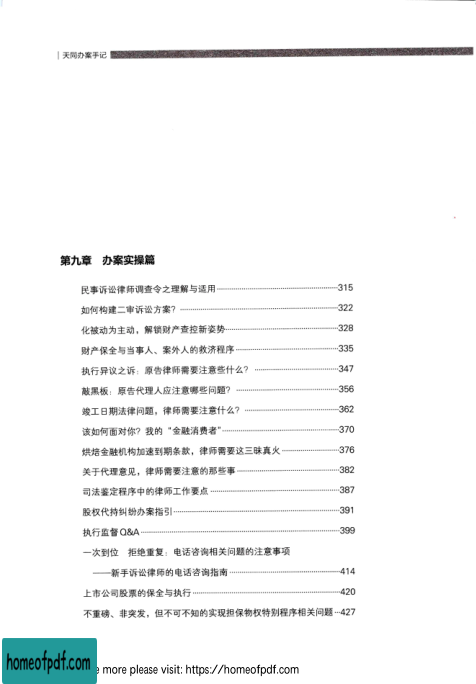 天同办案手记
第九章 办案实操篇
民事诉讼律师调查令之理解与适用 315
如何构建二审诉讼方案？ 322
化被动为主动，解锁财产查控新姿势 328
财产保全与当事人、案外人的救济程序 335
执行异议之诉：原告律师需要注意些什么？ 347
敲黑板：原告代理人应注意哪些问题？ 356
竣工日期法律问题，律师需要注意什么？ 362
该如何面对你？我的“金融消费者” 370
烘焙金融机构加速到期条款，律师需要这三昧真火 376
关于代理意见，律师需要注意的那些事 382
司法鉴定程序中的律师工作要点 387
股权代持纠纷办案指引 391
执行监督Q&A 399
一次到位 拒绝重复：电话咨询相关问题的注意事项
——新手诉讼律师的电话咨询指南 414
上市公司股票的保全与执行 420
不重磅、非突发，但不可不知的实现担保物权特别程序相关问题 427
homeofpdf.com
e more please visit: https://homeofpdf.com